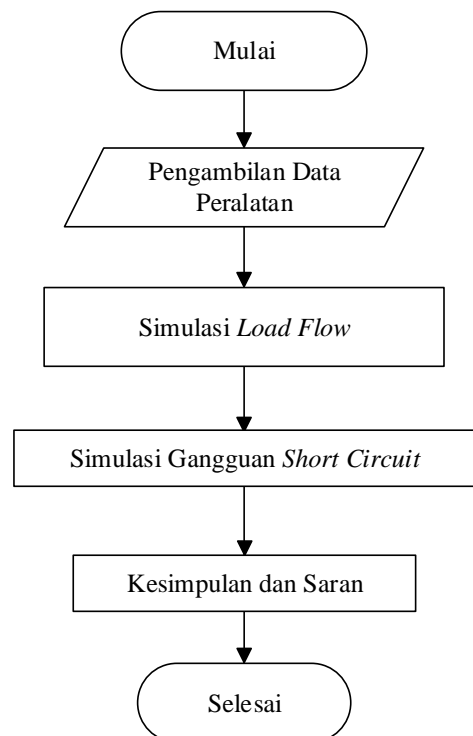 Mulai
Pengambilan Data
Peralatan
Simulasi Load Flow
Simulasi Gangguan Short Circuit
Kesimpulan dan Saran
Selesai